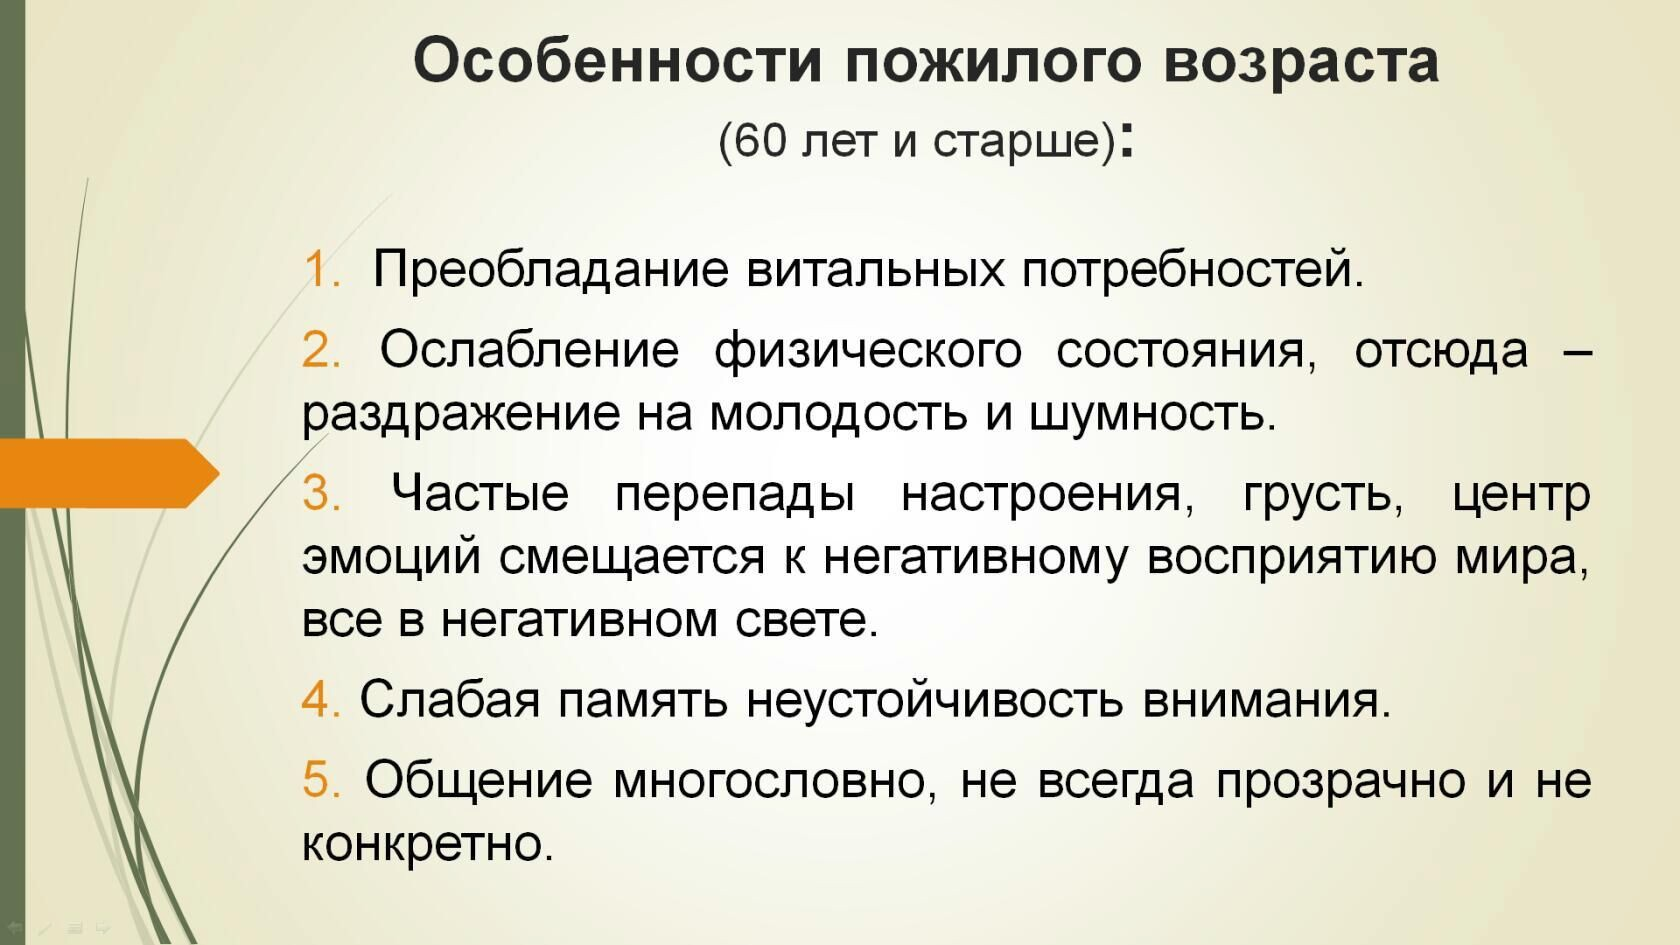 Особенности пожилого возраста
(60 лет и старше):
1. Преобладание витальных потребностей.
2. Ослабление физического состояния, отсюда –
раздражение на молодость и шумность.
3. Частые перепады настроения, грусть, центр
эмоций смещается к негативному восприятию мира,
все в негативном свете.
4. Слабая память неустойчивость внимания.
5. Общение многословно, не всегда прозрачно и не
конкретно.